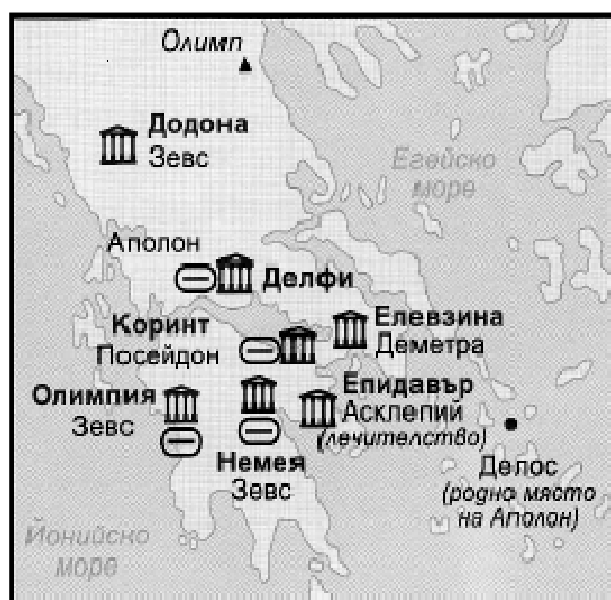 Олимп
Додона
Зевс
Егейско
море
Аполон
Делфи
Коринт
Посейдон
Елевзина
Деметра
Олимпия
Зевс
Епидавър
Асклепий
(лечителство)
Немея
Зевс
Делос
(родно място
на Аполон)
Йонийско
море